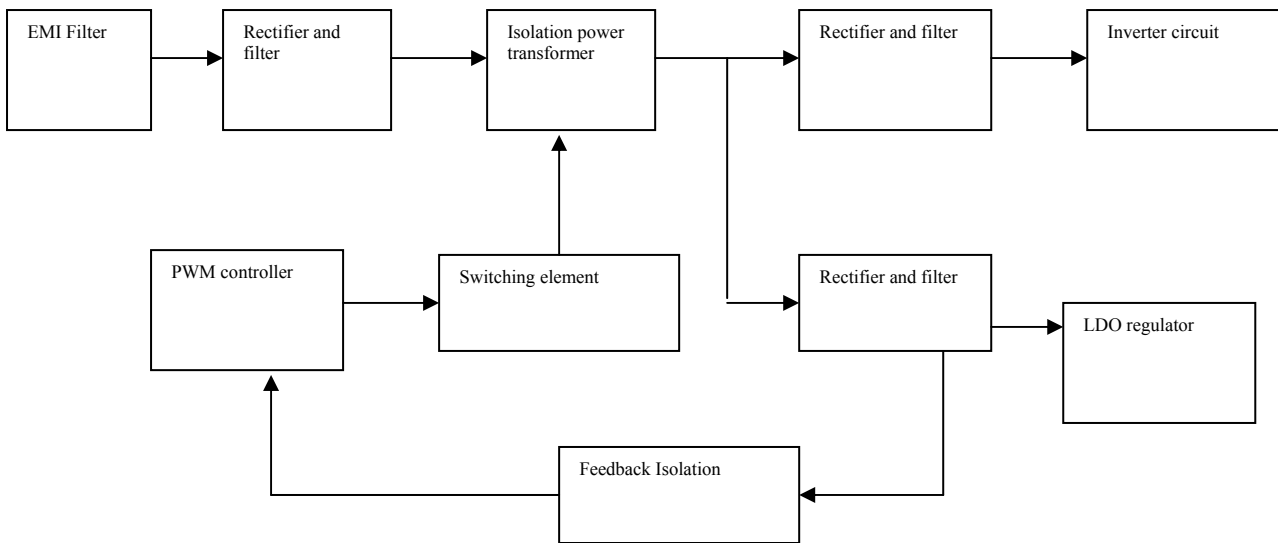 EMI Filter
Rectifier and
filter
Isolation power
transformer
Rectifier and filter
Inverter circuit
PWM controller
Switching element
Rectifier and filter
LDO regulator
Feedback Isolation